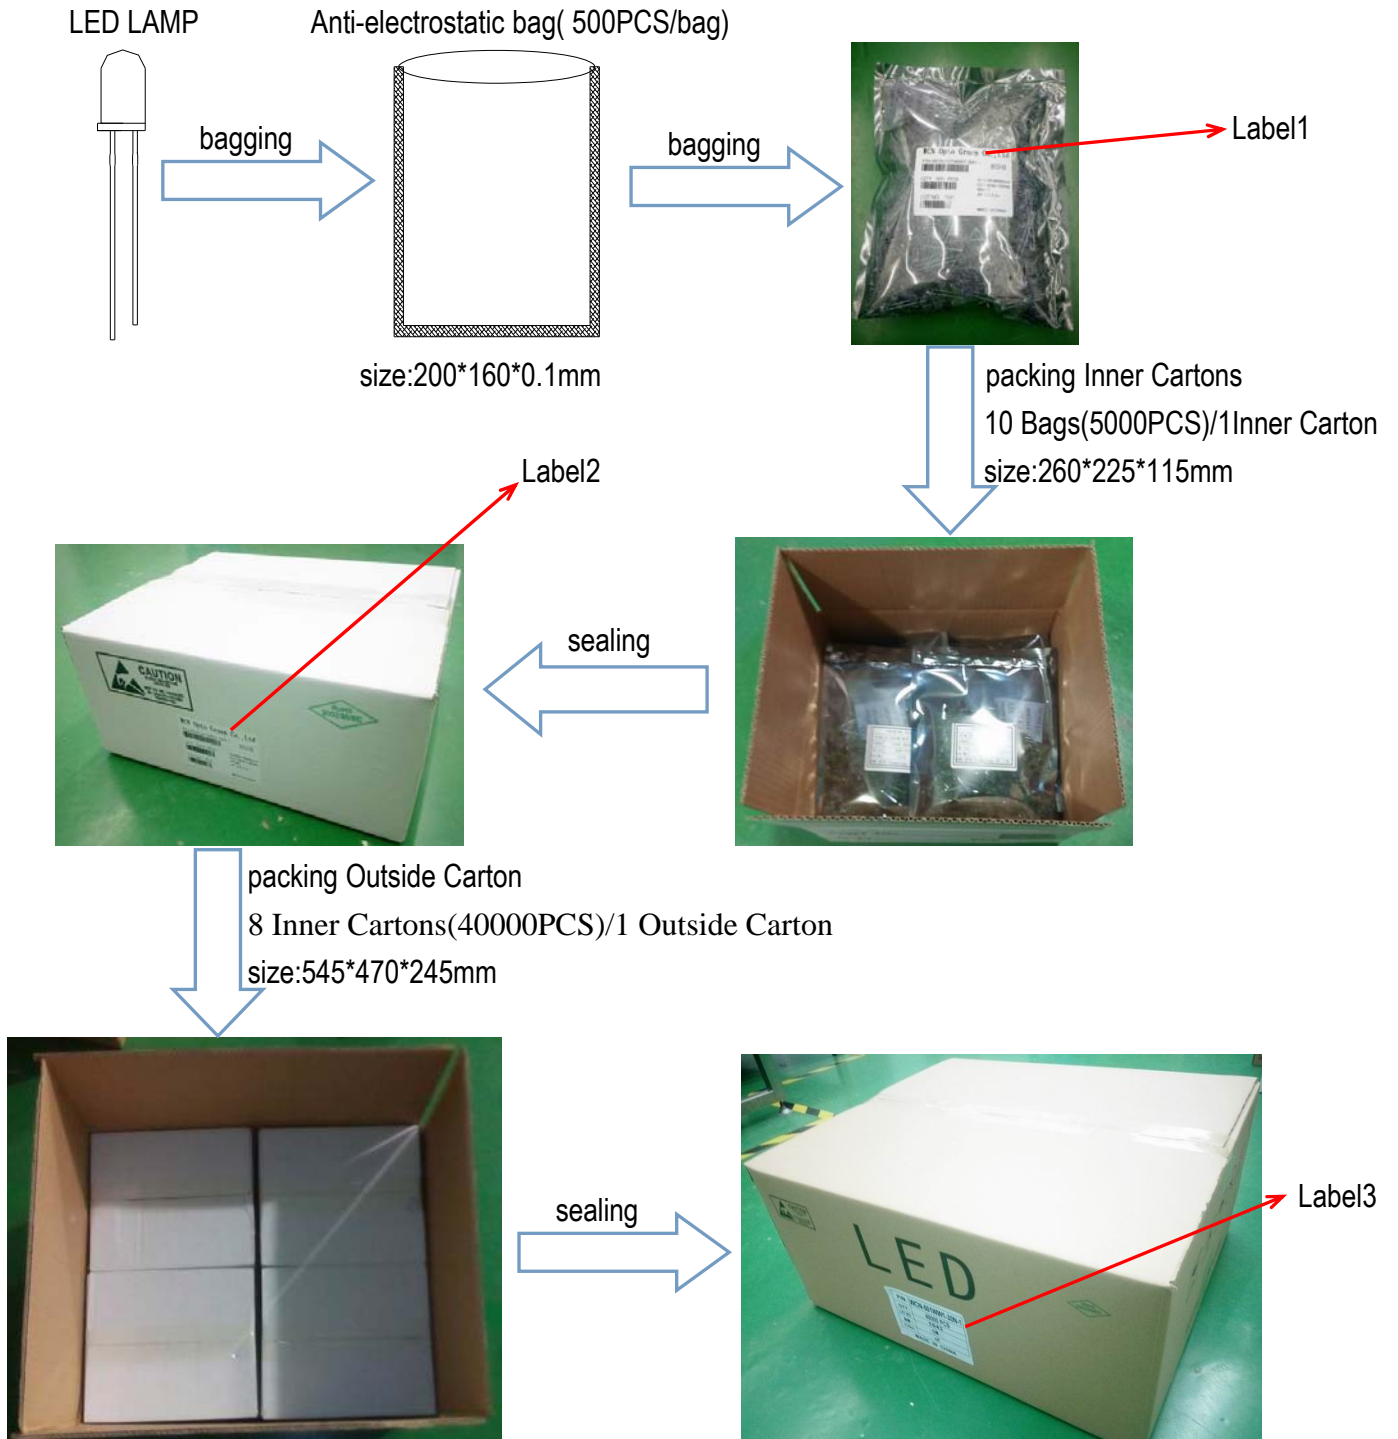 LED LAMP
Anti-electrostatic bag( 500PCS/bag)
bagging
bagging
Label1
size:200*160*0.1mm
packing Inner Cartons
10 Bags(5000PCS)/1Inner Carton
size:260*225*115mm
Label2
sealing
CAUTION
packing Outside Carton
8 Inner Cartons(40000PCS)/1 Outside Carton
size:545*470*245mm
sealing
Label3
LED